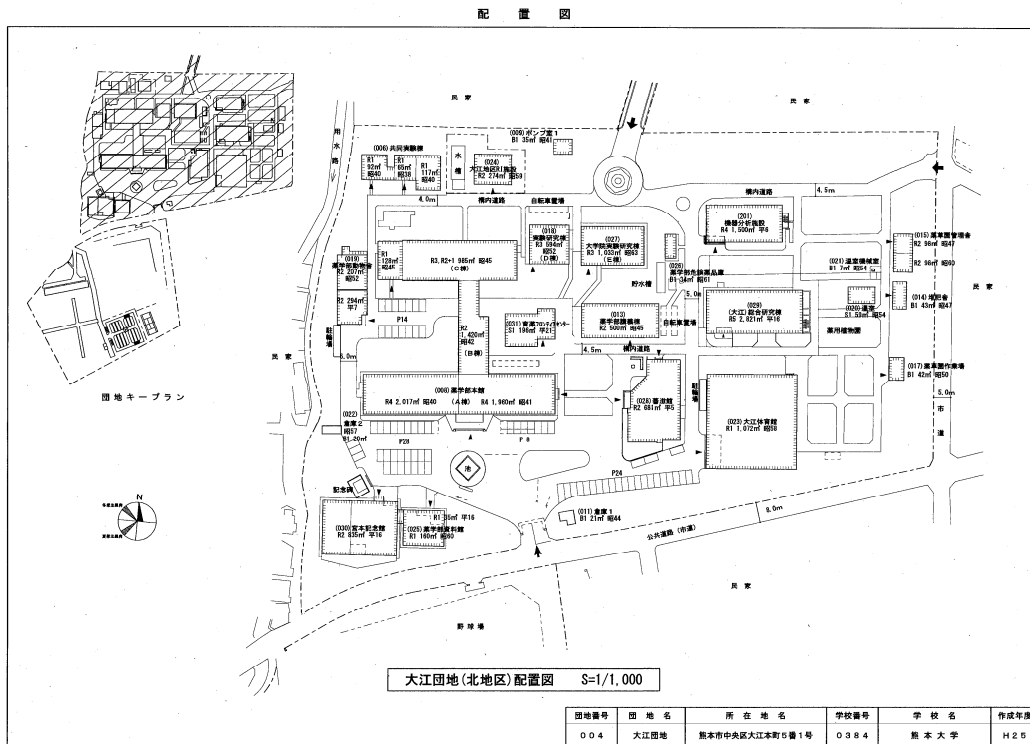 配置図
民家
民家
用水路
(006)共同実験棟
R1
92㎡
昭40
R1
65㎡
昭38
R1
117㎡
昭40
水槽
(024)
大江地区RI施設
R2 274㎡ 昭59
(009)ポンプ室1
B1 35㎡ 昭41
4.0m
構内道路
自転車置場
構内道路
4.5m
(019)
薬学部動物舎
R2 207㎡
昭52
R2 294㎡
平7
R1
128㎡
R3,R2+1 985㎡ 昭45
(C棟)
(018)
実験研究棟
R3 594㎡
昭52
(D棟)
(027)
大学院実験研究棟
R3 1,033㎡ 昭63
(E棟)
(026)
薬学部危険薬品庫
B1 34㎡ 昭61
(201)
機器分析施設
R4 1,500㎡ 平6
(021)温室機械室
B1 7㎡ 昭54
(015)薬草園管理舎
R2 96㎡ 昭47
R2 96㎡ 昭60
(014)堆肥舎
B1 43㎡ 昭47
民家
(020)温室
S1 59㎡ 昭54
薬用植物園
貯水槽
5.0m
(029)
(大江)総合研究棟
R5 2,821㎡ 平16
(013)
薬学部講義棟
R2 500㎡ 昭45
自転車置場
P14
R2
1,420㎡
昭42
(B棟)
(031)育薬フロンティアセンター
S1 196㎡ 平21
4.5m
構内道路
駐輪場
民家
(017)薬草園作業場
B1 42㎡ 昭50
5.0m
市道
(008)薬学部本館
R4 2,017㎡ 昭40 (A棟) R4 1,960㎡ 昭41
(028)蕃滋館
R2 681㎡ 平5
駐輪場
(023)大江体育館
R1 1,072㎡ 昭58
(022)
倉庫2
昭57
B1 20㎡
P28
P 8
P24
池
団地キープラン
記念碑
N
(030)宮本記念館
R2 835㎡ 平16
R1 35㎡ 平16
(025)薬学部資料館
R1 160㎡ 昭60
(011)倉庫1
B1 21㎡ 昭44
8.0m
公共道路(市道)
民家
野球場
大江団地(北地区)配置図 S=1/1,000
団地番号 団地名 所在地名 学校番号 学校名 作成年度
004 大江団地 熊本市中央区大江本町5番1号 0384 熊本大学 H25